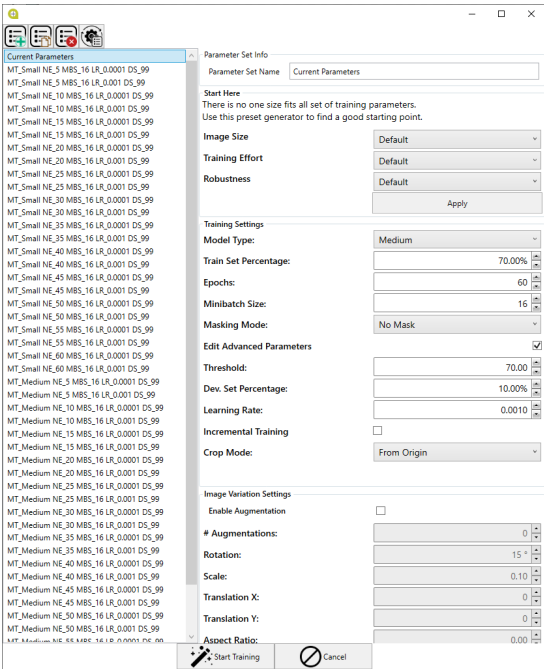 Current Parameters
MT_Small NE_5 MBS_16 LR_0.0001 DS_99
MT_Small NE_5 MBS_16 LR_0.001 DS_99
MT_Small NE_10 MBS_16 LR_0.0001 DS_99
MT_Small NE_10 MBS_16 LR_0.001 DS_99
MT_Small NE_15 MBS_16 LR_0.0001 DS_99
MT_Small NE_15 MBS_16 LR_0.001 DS_99
MT_Small NE_20 MBS_16 LR_0.0001 DS_99
MT_Small NE_20 MBS_16 LR_0.001 DS_99
MT_Small NE_25 MBS_16 LR_0.0001 DS_99
MT_Small NE_25 MBS_16 LR_0.001 DS_99
MT_Small NE_30 MBS_16 LR_0.0001 DS_99
MT_Small NE_30 MBS_16 LR_0.001 DS_99
MT_Small NE_35 MBS_16 LR_0.0001 DS_99
MT_Small NE_35 MBS_16 LR_0.001 DS_99
MT_Small NE_40 MBS_16 LR_0.0001 DS_99
MT_Small NE_40 MBS_16 LR_0.001 DS_99
MT_Small NE_45 MBS_16 LR_0.0001 DS_99
MT_Small NE_45 MBS_16 LR_0.001 DS_99
MT_Small NE_50 MBS_16 LR_0.0001 DS_99
MT_Small NE_50 MBS_16 LR_0.001 DS_99
MT_Small NE_55 MBS_16 LR_0.0001 DS_99
MT_Small NE_55 MBS_16 LR_0.001 DS_99
MT_Small NE_60 MBS_16 LR_0.0001 DS_99
MT_Small NE_60 MBS_16 LR_0.001 DS_99
MT_Medium NE_5 MBS_16 LR_0.0001 DS_99
MT_Medium NE_5 MBS_16 LR_0.001 DS_99
MT_Medium NE_10 MBS_16 LR_0.0001 DS_99
MT_Medium NE_10 MBS_16 LR_0.001 DS_99
MT_Medium NE_15 MBS_16 LR_0.0001 DS_99
MT_Medium NE_15 MBS_16 LR_0.001 DS_99
MT_Medium NE_20 MBS_16 LR_0.0001 DS_99
MT_Medium NE_20 MBS_16 LR_0.001 DS_99
MT_Medium NE_25 MBS_16 LR_0.0001 DS_99
MT_Medium NE_25 MBS_16 LR_0.001 DS_99
MT_Medium NE_30 MBS_16 LR_0.0001 DS_99
MT_Medium NE_30 MBS_16 LR_0.001 DS_99
MT_Medium NE_35 MBS_16 LR_0.0001 DS_99
MT_Medium NE_35 MBS_16 LR_0.001 DS_99
MT_Medium NE_40 MBS_16 LR_0.0001 DS_99
MT_Medium NE_40 MBS_16 LR_0.001 DS_99
MT_Medium NE_45 MBS_16 LR_0.0001 DS_99
MT_Medium NE_45 MBS_16 LR_0.001 DS_99
MT_Medium NE_50 MBS_16 LR_0.0001 DS_99
MT_Medium NE_50 MBS_16 LR_0.001 DS_99
MT_Medium NE_55 MBS_16 LR_0.0001 DS_99
Parameter Set Info
Parameter Set Name Current Parameters
Start Here
There is no one size fits all set of training parameters.
Use this preset generator to find a good starting point.
Image Size Default
Training Effort Default
Robustness Default
Apply
Training Settings
Model Type: Medium
Train Set Percentage: 70.00%
Epochs: 60
Minibatch Size: 16
Masking Mode: No Mask
Edit Advanced Parameters
Threshold: 70.00
Dev. Set Percentage: 10.00%
Learning Rate: 0.0010
Incremental Training
Crop Mode: From Origin
Image Variation Settings
Enable Augmentation
# Augmentations: 0
Rotation: 15 °
Scale: 0.10
Translation X: 0
Translation Y: 0
Aspect Ratio: 0.00
Start Training
Cancel